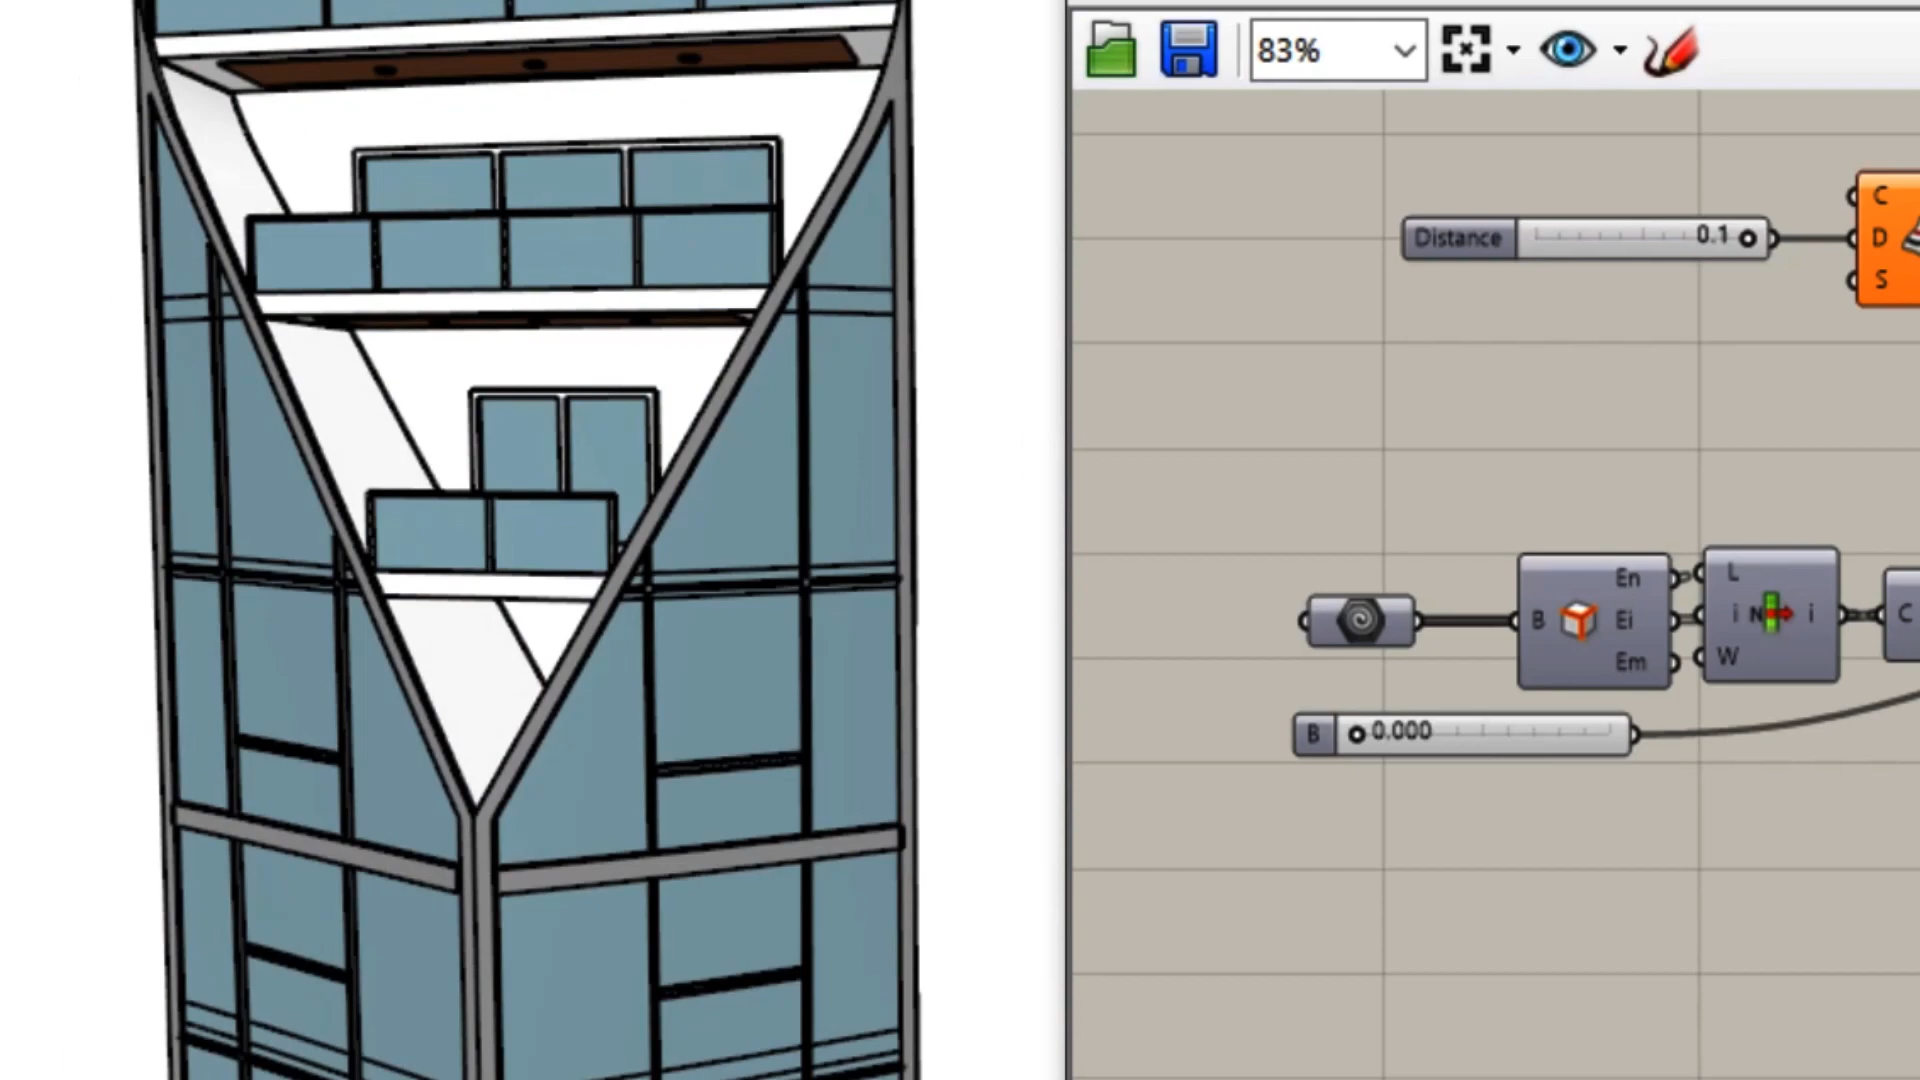 83%
C
Distance 0.1
D
S
En L
B Ei i N i C
Em W
B 0.000